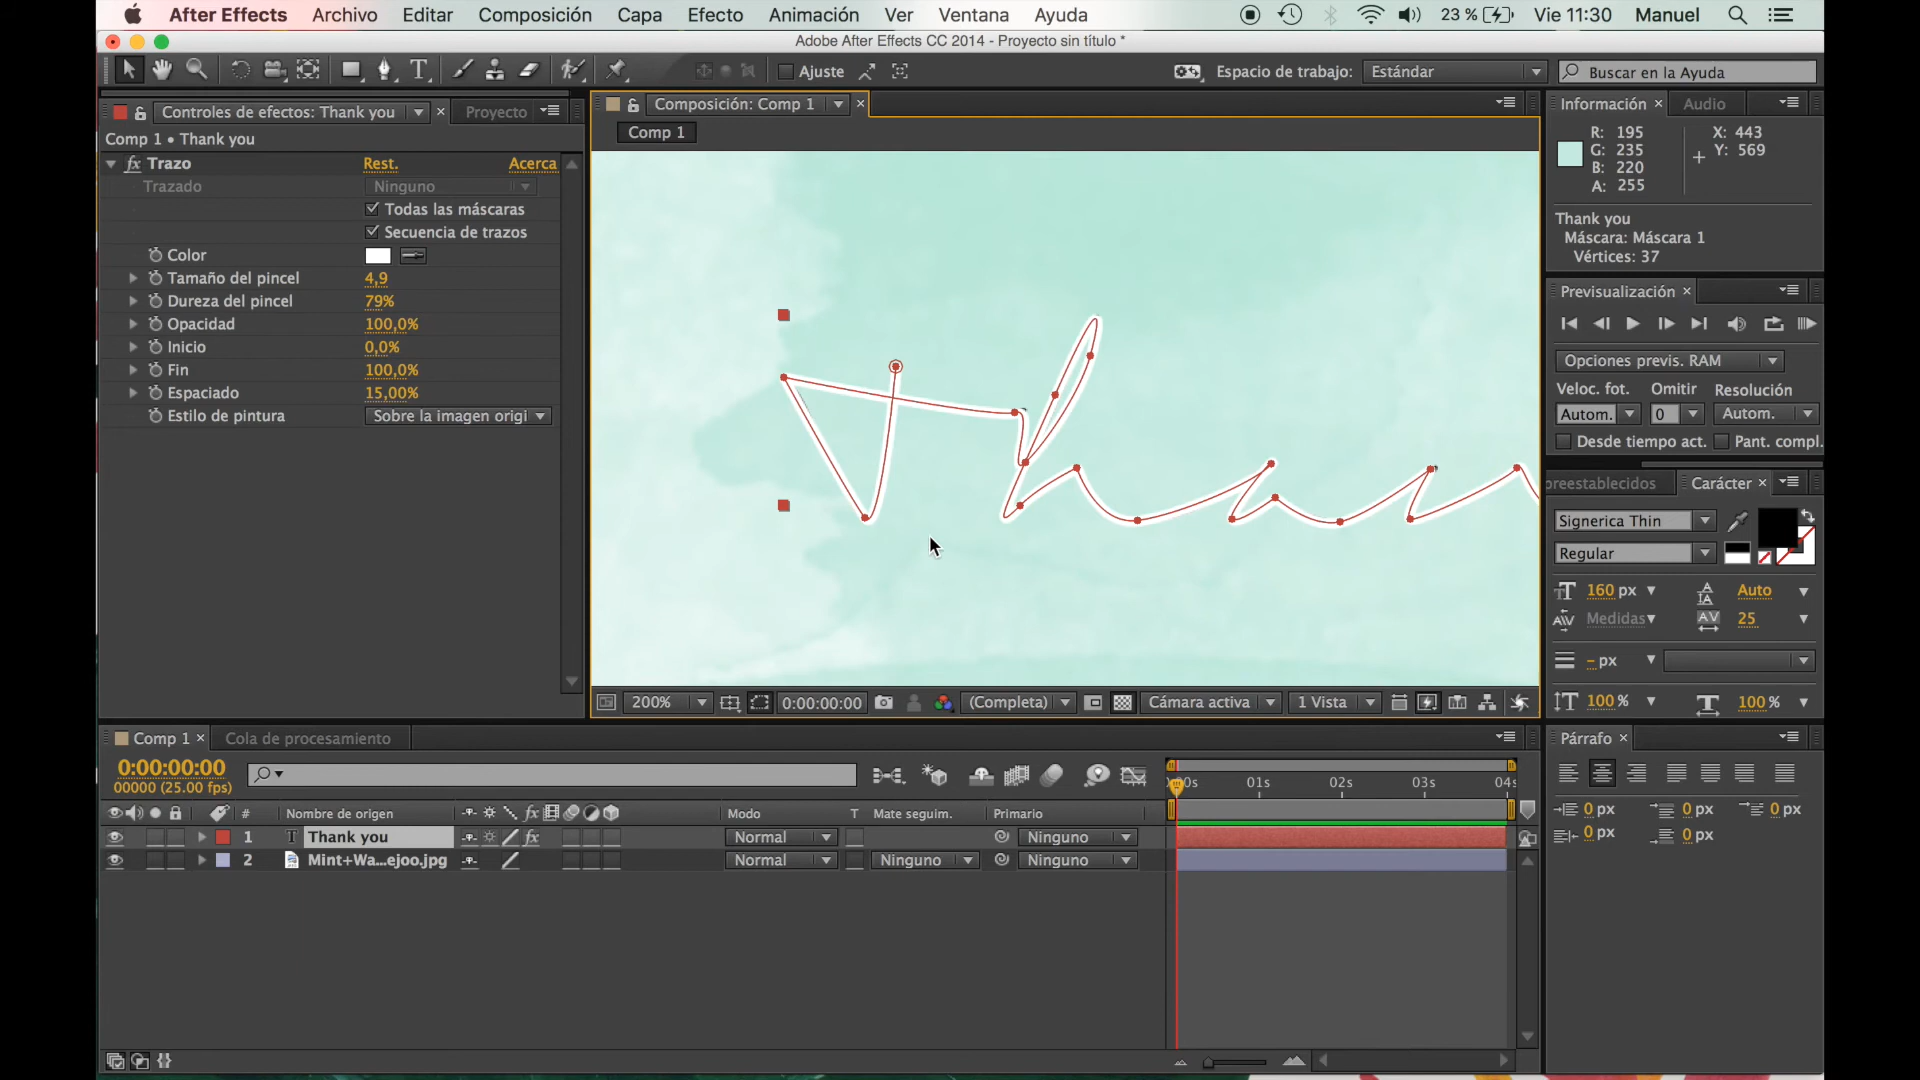 After Effects Archivo Editar Composición Capa Efecto Animación Ver Ventana Ayuda 23 % Vie 11:30 Manuel
Adobe After Effects CC 2014 - Proyecto sin título *
Ajuste Espacio de trabajo: Estándar Buscar en la Ayuda
Controles de efectos: Thank you × Proyecto
Composición: Comp 1 ×
Información × Audio
Comp 1
Comp 1 • Thank you
fx Trazo Rest. Acerca
Trazado Ninguno
Todas las máscaras
Secuencia de trazos
Color
Tamaño del pincel 4,9
Dureza del pincel 79%
Opacidad 100,0%
Inicio 0,0%
Fin 100,0%
Espaciado 15,00%
Estilo de pintura Sobre la imagen origi
Than
R: 195 X: 443
G: 235 Y: 569
B: 220
A: 255
Thank you
Máscara: Máscara 1
Vértices: 37
Previsualización ×
Opciones previs. RAM
Veloc. fot. Omitir Resolución
Autom. 0 Autom.
Desde tiempo act. Pant. compl.
preestablecidos Carácter ×
Signerica Thin
Regular
160 px Auto
Medidas 25
– px
100 % 100 %
200% 0:00:00:00 (Completa) Cámara activa 1 Vista
Comp 1 × Cola de procesamiento
Párrafo ×
0:00:00:00
00000 (25.00 fps)
01s 02s 03s 04s
# Nombre de origen fx Modo T Mate seguim. Primario
1 T Thank you fx Normal Ninguno
2 Mint+Wa...ejoo.jpg Normal Ninguno Ninguno
0 px 0 px 0 px
0 px 0 px